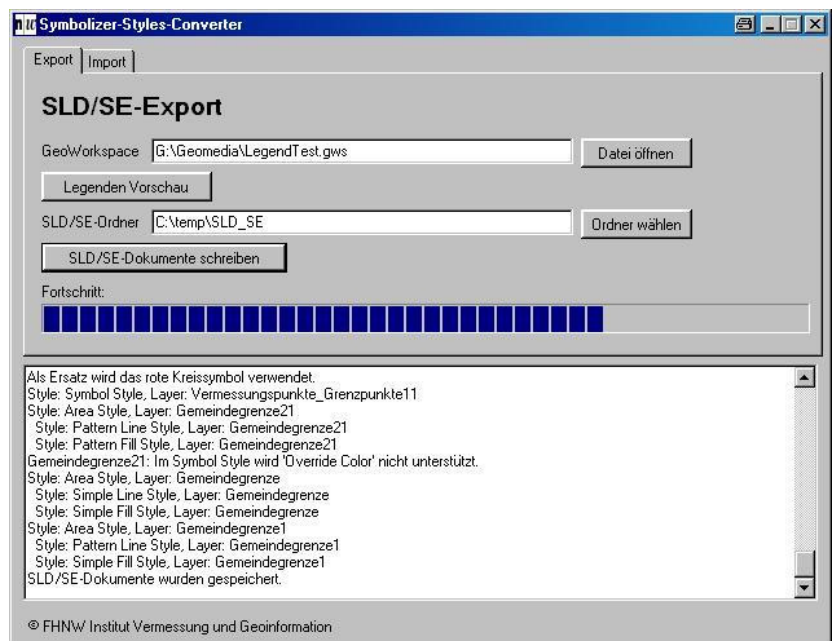 Symbolizer-Styles-Converter
Export Import
SLD/SE-Export
GeoWorkspace G:\Geomedia\LegendTest.gws Datei öffnen
Legenden Vorschau
SLD/SE-Ordner C:\temp\SLD_SE Ordner wählen
SLD/SE-Dokumente schreiben
Fortschritt:
Als Ersatz wird das rote Kreissymbol verwendet.
Style: Symbol Style, Layer: Vermessungspunkte_Grenzpunkte11
Style: Area Style, Layer: Gemeindegrenze21
Style: Pattern Line Style, Layer: Gemeindegrenze21
Style: Pattern Fill Style, Layer: Gemeindegrenze21
Gemeindegrenze21: Im Symbol Style wird 'Override Color' nicht unterstützt.
Style: Area Style, Layer: Gemeindegrenze
Style: Simple Line Style, Layer: Gemeindegrenze
Style: Simple Fill Style, Layer: Gemeindegrenze
Style: Area Style, Layer: Gemeindegrenze1
Style: Pattern Line Style, Layer: Gemeindegrenze1
Style: Simple Fill Style, Layer: Gemeindegrenze1
SLD/SE-Dokumente wurden gespeichert.
© FHNW Institut Vermessung und Geoinformation